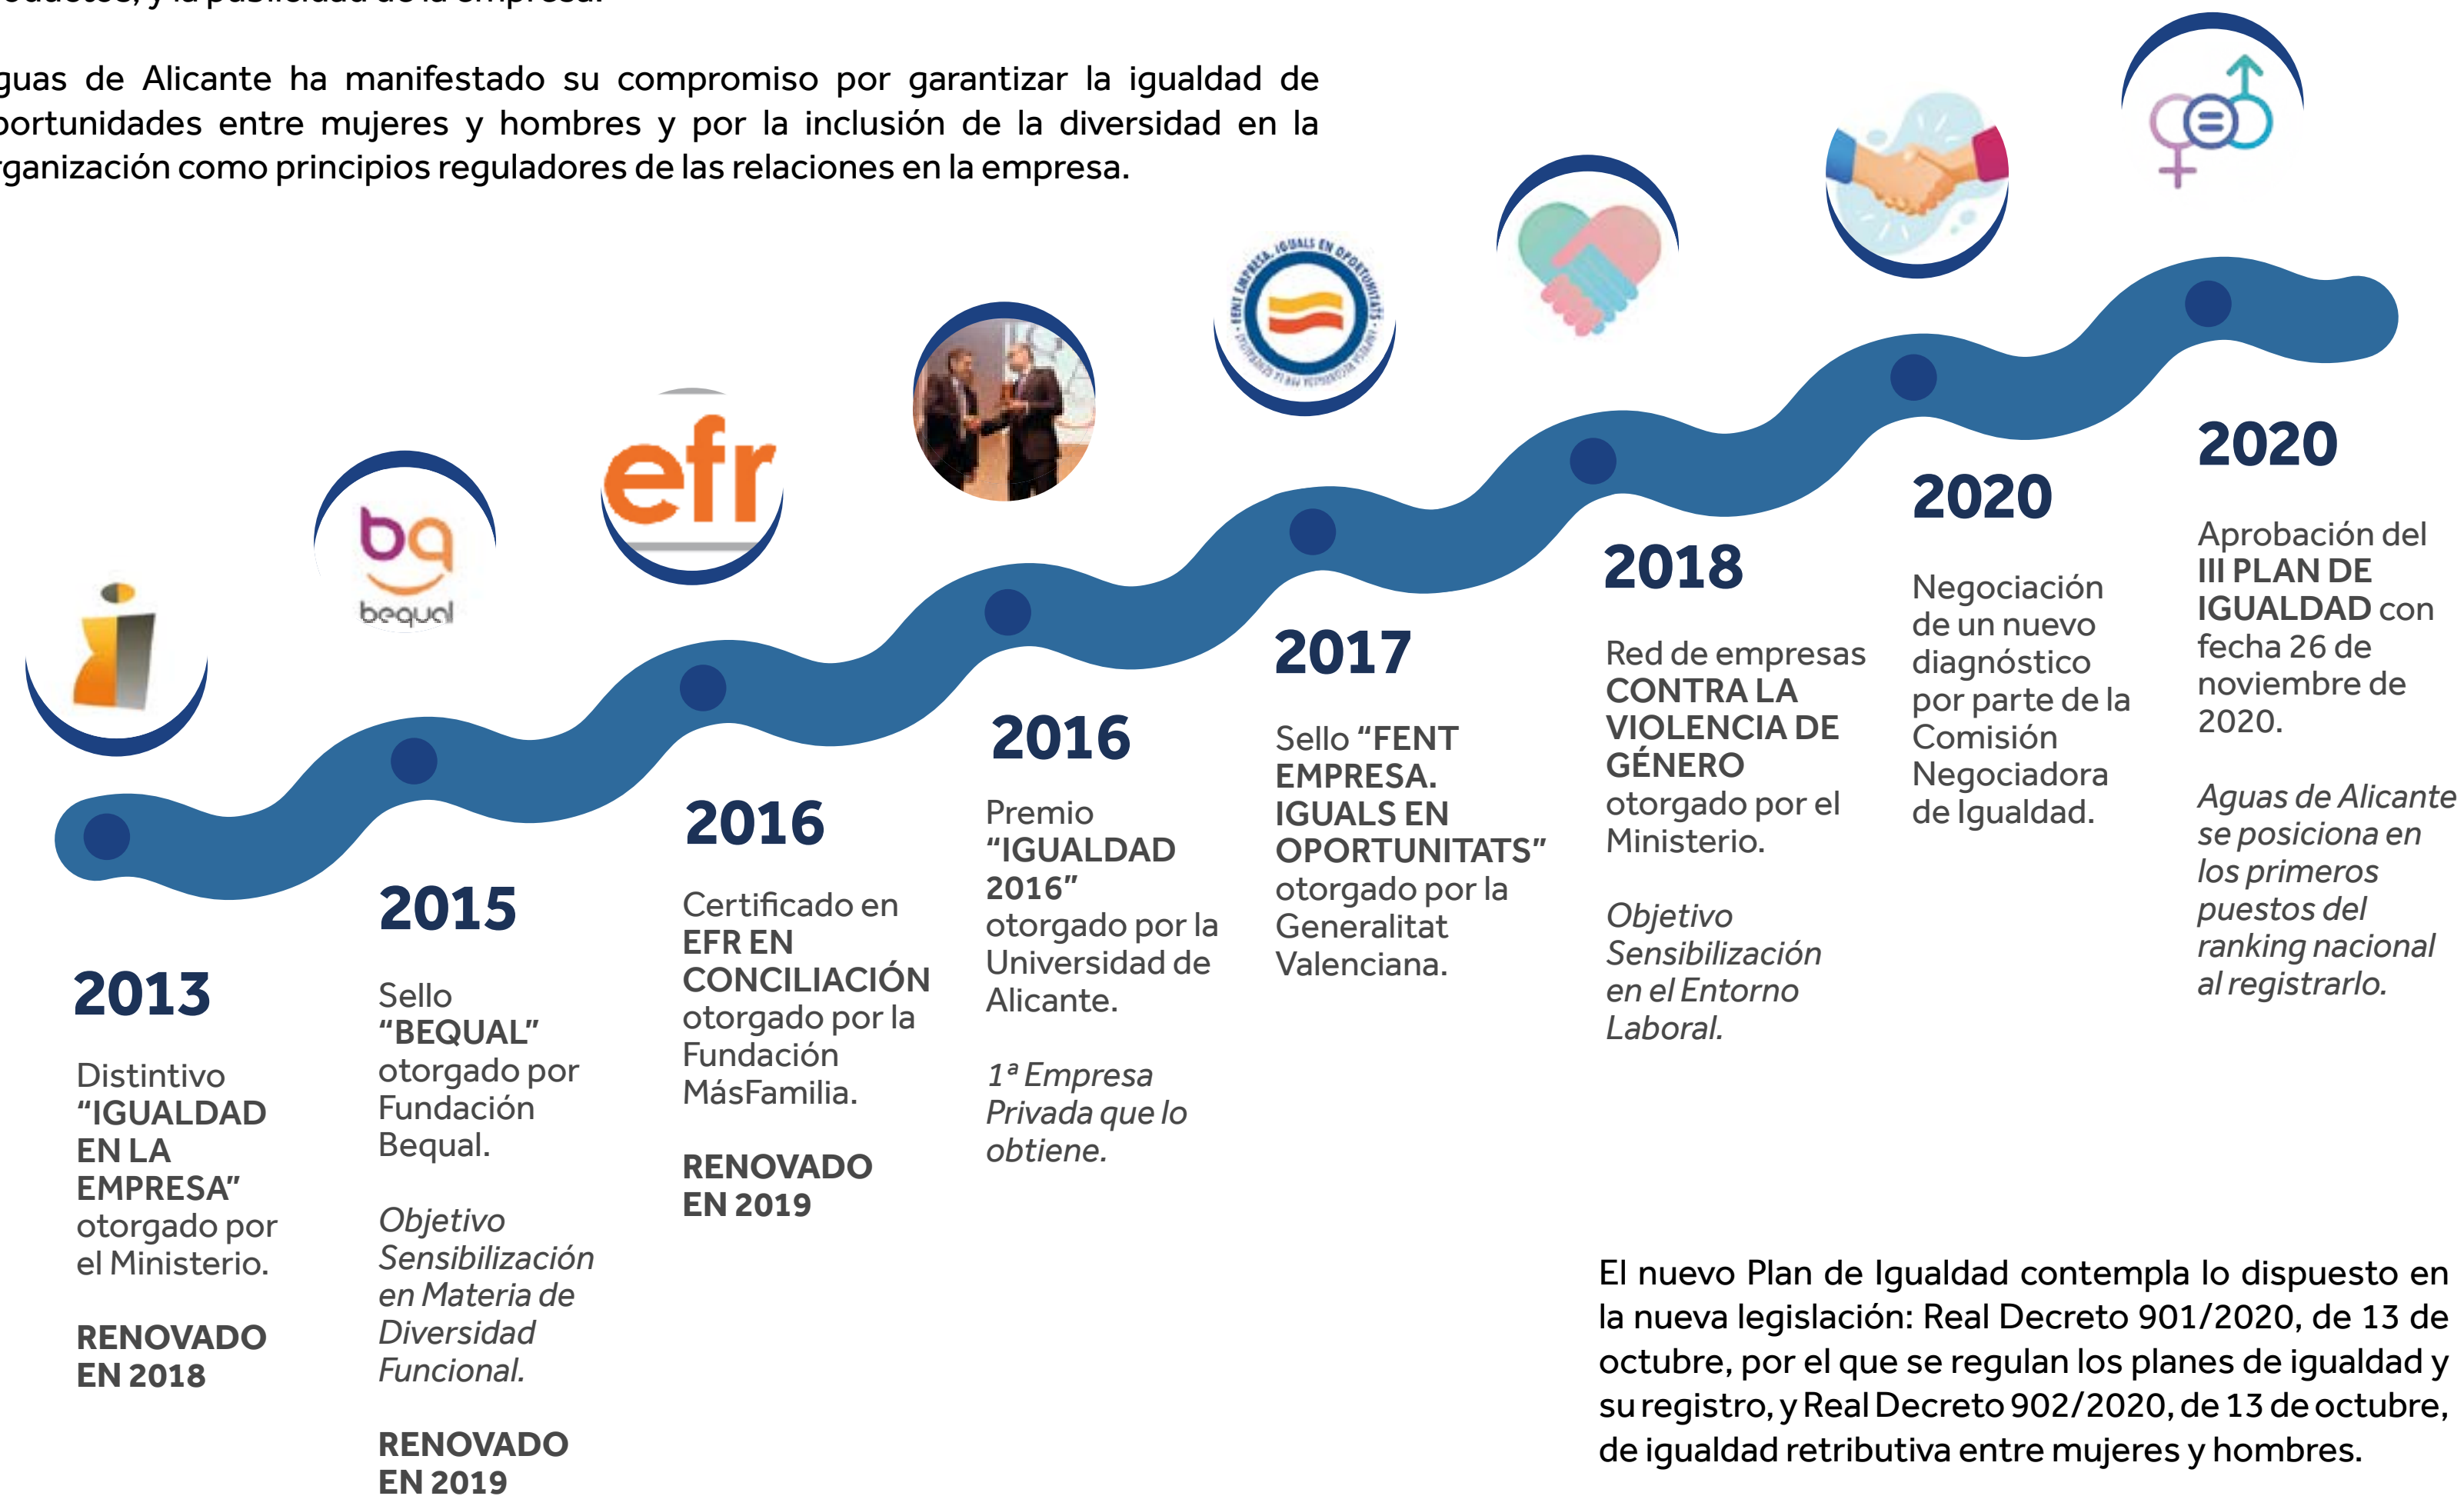 y la publicidad de la empresa.
guas de Alicante ha manifestado su compromiso por garantizar la igualdad de
portunidades entre mujeres y hombres y por la inclusión de la diversidad en la
rganización como principios reguladores de las relaciones en la empresa.
bequal
efr
FENT EMPRESA. IGUALS EN OPORTUNITATS
2013
Distintivo
“IGUALDAD
EN LA
EMPRESA”
otorgado por
el Ministerio.
RENOVADO
EN 2018
2015
Sello
“BEQUAL”
otorgado por
Fundación
Bequal.
Objetivo
Sensibilización
en Materia de
Diversidad
Funcional.
RENOVADO
EN 2019
2016
Certificado en
EFR EN
CONCILIACIÓN
otorgado por la
Fundación
MásFamilia.
RENOVADO
EN 2019
2016
Premio
“IGUALDAD
2016”
otorgado por la
Universidad de
Alicante.
1ª Empresa
Privada que lo
obtiene.
2017
Sello “FENT
EMPRESA.
IGUALS EN
OPORTUNITATS”
otorgado por la
Generalitat
Valenciana.
2018
Red de empresas
CONTRA LA
VIOLENCIA DE
GÉNERO
otorgado por el
Ministerio.
Objetivo
Sensibilización
en el Entorno
Laboral.
2020
Negociación
de un nuevo
diagnóstico
por parte de la
Comisión
Negociadora
de Igualdad.
2020
Aprobación del
III PLAN DE
IGUALDAD con
fecha 26 de
noviembre de
2020.
Aguas de Alicante
se posiciona en
los primeros
puestos del
ranking nacional
al registrarlo.
El nuevo Plan de Igualdad contempla lo dispuesto en
la nueva legislación: Real Decreto 901/2020, de 13 de
octubre, por el que se regulan los planes de igualdad y
su registro, y Real Decreto 902/2020, de 13 de octubre,
de igualdad retributiva entre mujeres y hombres.